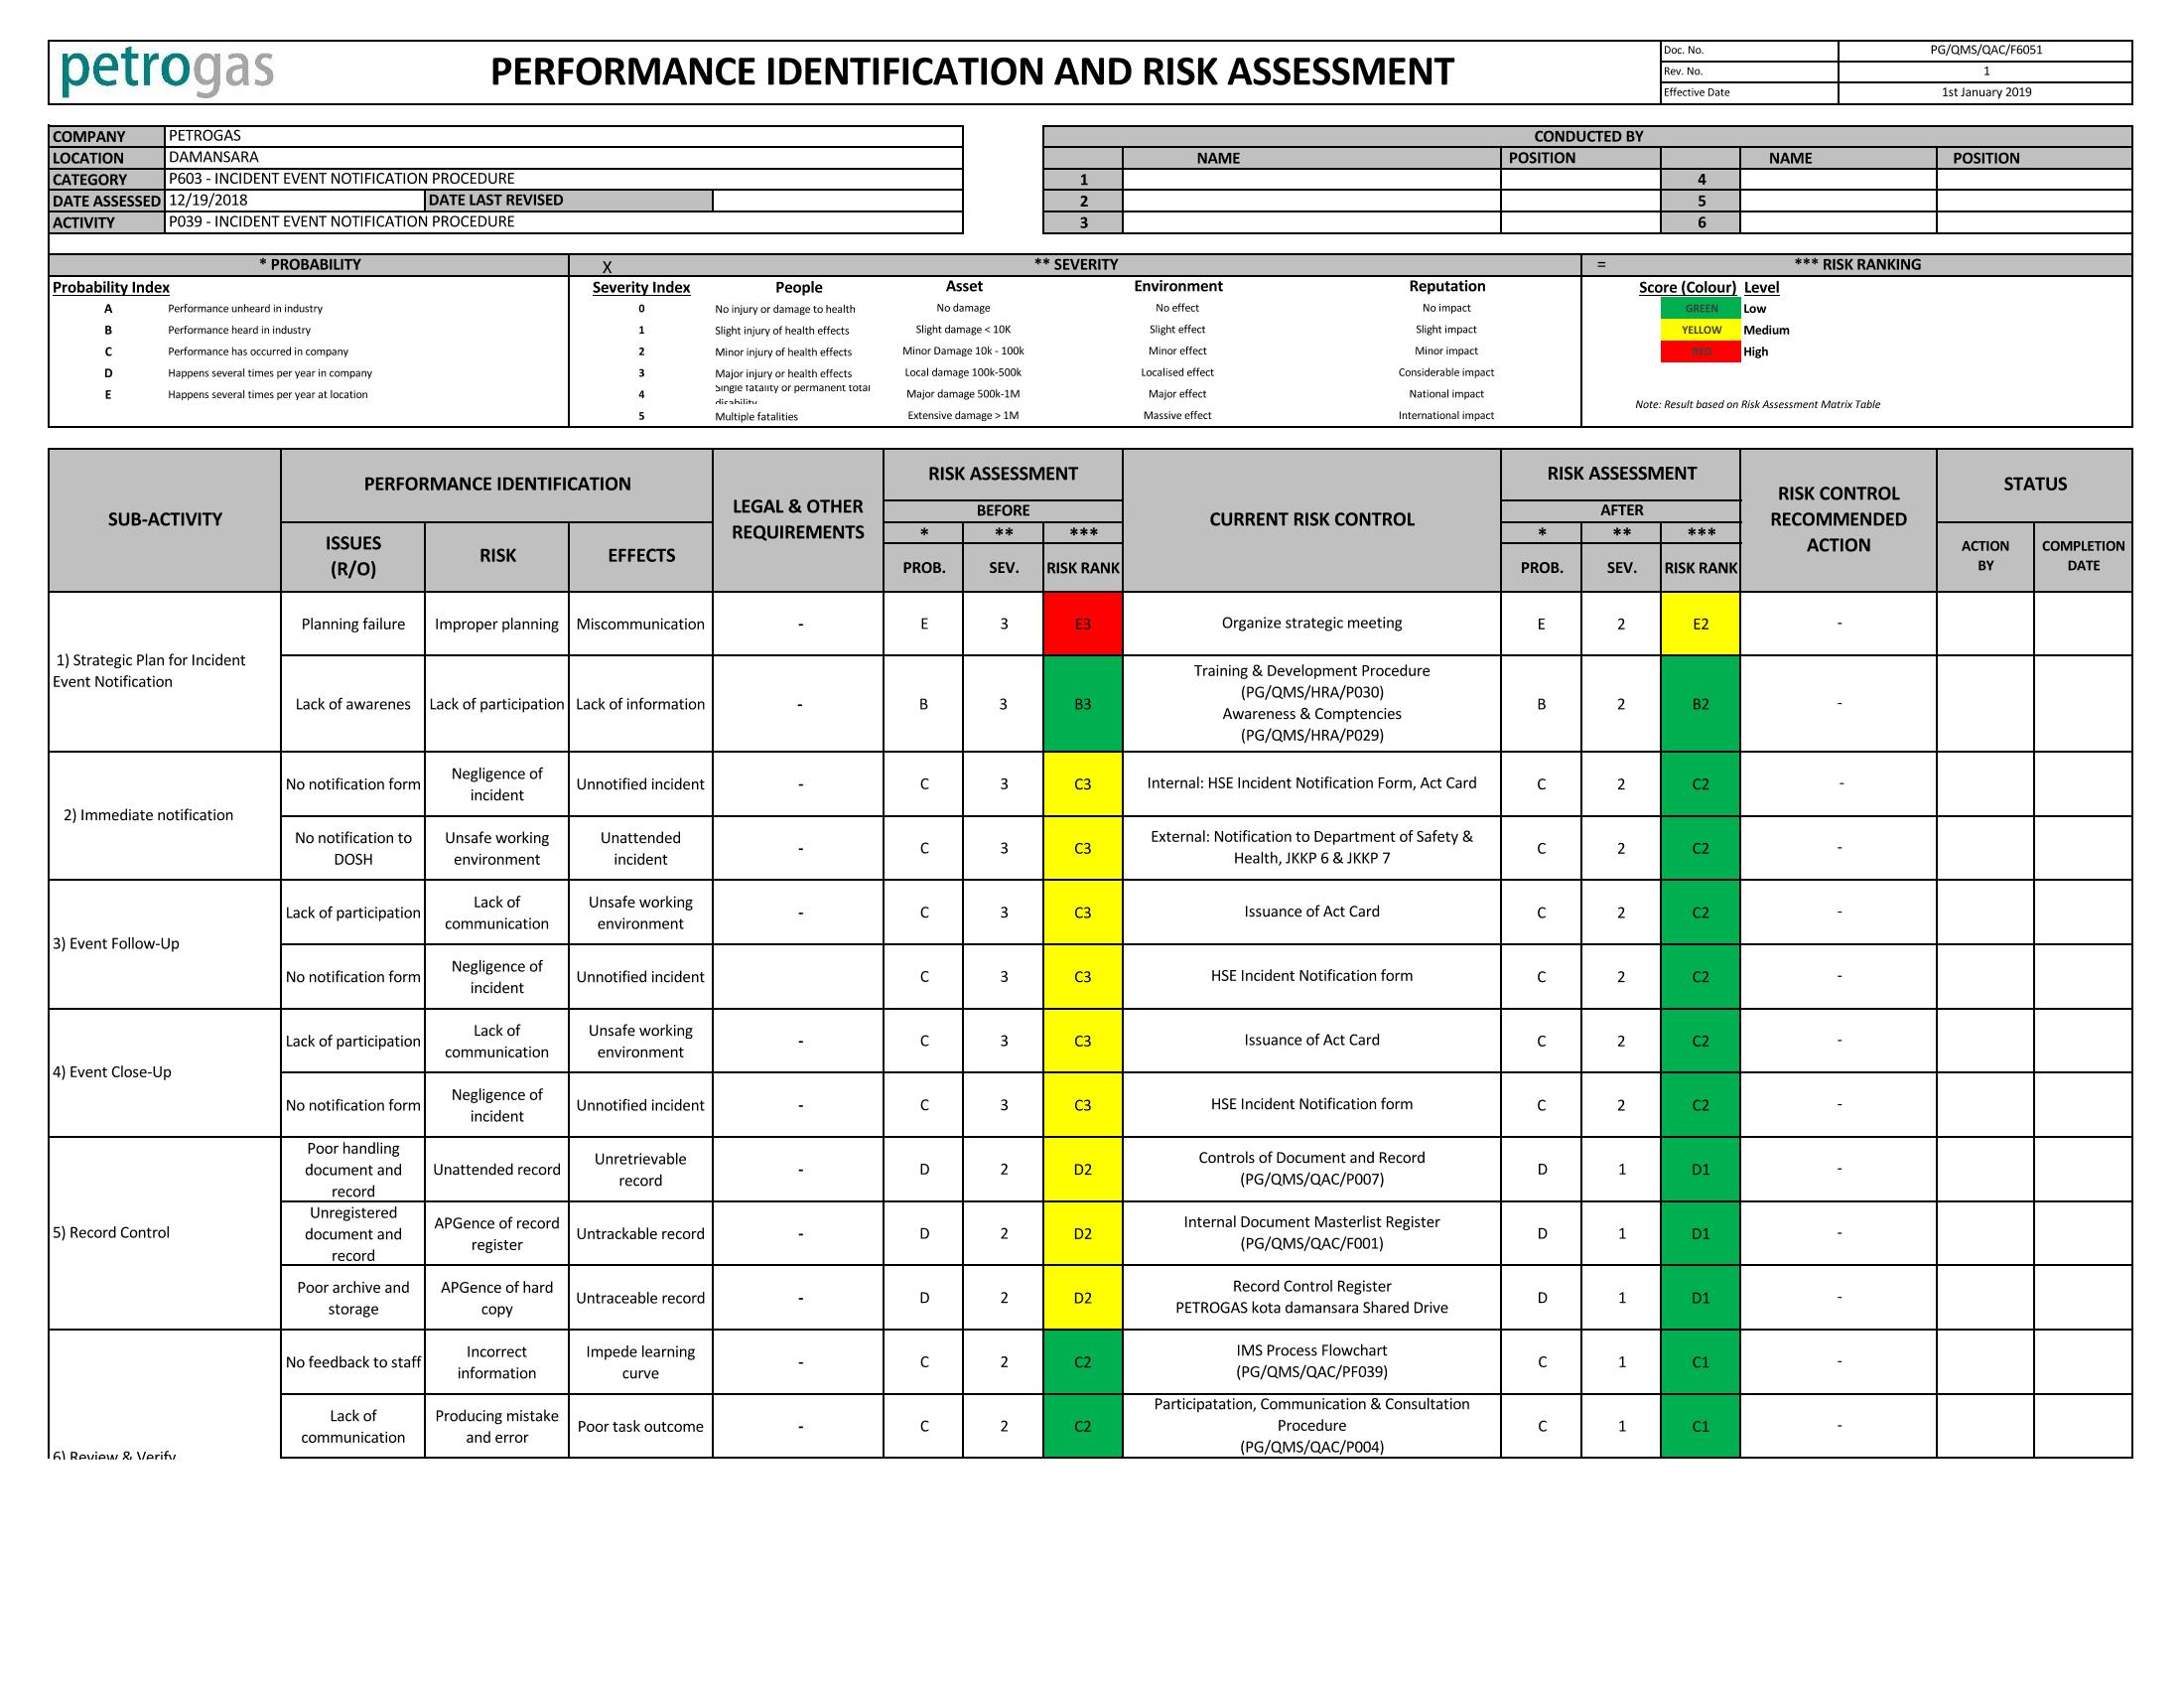 petrogas
PERFORMANCE IDENTIFICATION AND RISK ASSESSMENT
Doc. No. PG/QMS/QAC/F6051
Rev. No. 1
Effective Date 1st January 2019
COMPANY PETROGAS
LOCATION DAMANSARA
CATEGORY P603 - INCIDENT EVENT NOTIFICATION PROCEDURE
DATE ASSESSED 12/19/2018 DATE LAST REVISED
ACTIVITY P039 - INCIDENT EVENT NOTIFICATION PROCEDURE
CONDUCTED BY
NAME POSITION NAME POSITION
1 4
2 5
3 6
* PROBABILITY X ** SEVERITY = *** RISK RANKING
Probability Index Severity Index People Asset Environment Reputation Score (Colour) Level
A Performance unheard in industry 0 No injury or damage to health No damage No effect No impact GREEN Low
B Performance heard in industry 1 Slight injury of health effects Slight damage < 10K Slight effect Slight impact YELLOW Medium
C Performance has occurred in company 2 Minor injury of health effects Minor Damage 10k - 100k Minor effect Minor impact RED High
D Happens several times per year in company 3 Major injury or health effects Local damage 100k-500k Localised effect Considerable impact
E Happens several times per year at location 4 Single fatality or permanent total disability Major damage 500k-1M Major effect National impact
Note: Result based on Risk Assessment Matrix Table
5 Multiple fatalities Extensive damage > 1M Massive effect International impact
SUB-ACTIVITY
PERFORMANCE IDENTIFICATION
ISSUES
(R/O)
RISK
EFFECTS
LEGAL & OTHER
REQUIREMENTS
RISK ASSESSMENT
BEFORE
* ** ***
PROB. SEV. RISK RANK
CURRENT RISK CONTROL
RISK ASSESSMENT
AFTER
* ** ***
PROB. SEV. RISK RANK
RISK CONTROL
RECOMMENDED
ACTION
STATUS
ACTION
BY
COMPLETION
DATE
1) Strategic Plan for Incident
Event Notification
Planning failure Improper planning Miscommunication - E 3 E3 Organize strategic meeting E 2 E2 -
Lack of awarenes Lack of participation Lack of information - B 3 B3
Training & Development Procedure
(PG/QMS/HRA/P030)
Awareness & Comptencies
(PG/QMS/HRA/P029)
B 2 B2 -
2) Immediate notification
No notification form
Negligence of
incident
Unnotified incident - C 3 C3 Internal: HSE Incident Notification Form, Act Card C 2 C2 -
No notification to
DOSH
Unsafe working
environment
Unattended
incident
- C 3 C3
External: Notification to Department of Safety &
Health, JKKP 6 & JKKP 7
C 2 C2 -
3) Event Follow-Up
Lack of participation
Lack of
communication
Unsafe working
environment
- C 3 C3 Issuance of Act Card C 2 C2 -
No notification form
Negligence of
incident
Unnotified incident C 3 C3 HSE Incident Notification form C 2 C2 -
4) Event Close-Up
Lack of participation
Lack of
communication
Unsafe working
environment
- C 3 C3 Issuance of Act Card C 2 C2 -
No notification form
Negligence of
incident
Unnotified incident - C 3 C3 HSE Incident Notification form C 2 C2 -
5) Record Control
Poor handling
document and
record
Unattended record
Unretrievable
record
- D 2 D2
Controls of Document and Record
(PG/QMS/QAC/P007)
D 1 D1 -
Unregistered
document and
record
APGence of record
register
Untrackable record - D 2 D2
Internal Document Masterlist Register
(PG/QMS/QAC/F001)
D 1 D1 -
Poor archive and
storage
APGence of hard
copy
Untraceable record - D 2 D2
Record Control Register
PETROGAS kota damansara Shared Drive
D 1 D1 -
6) Review & Verify
No feedback to staff
Incorrect
information
Impede learning
curve
- C 2 C2
IMS Process Flowchart
(PG/QMS/QAC/PF039)
C 1 C1 -
Lack of
communication
Producing mistake
and error
Poor task outcome - C 2 C2
Participatation, Communication & Consultation
Procedure
(PG/QMS/QAC/P004)
C 1 C1 -